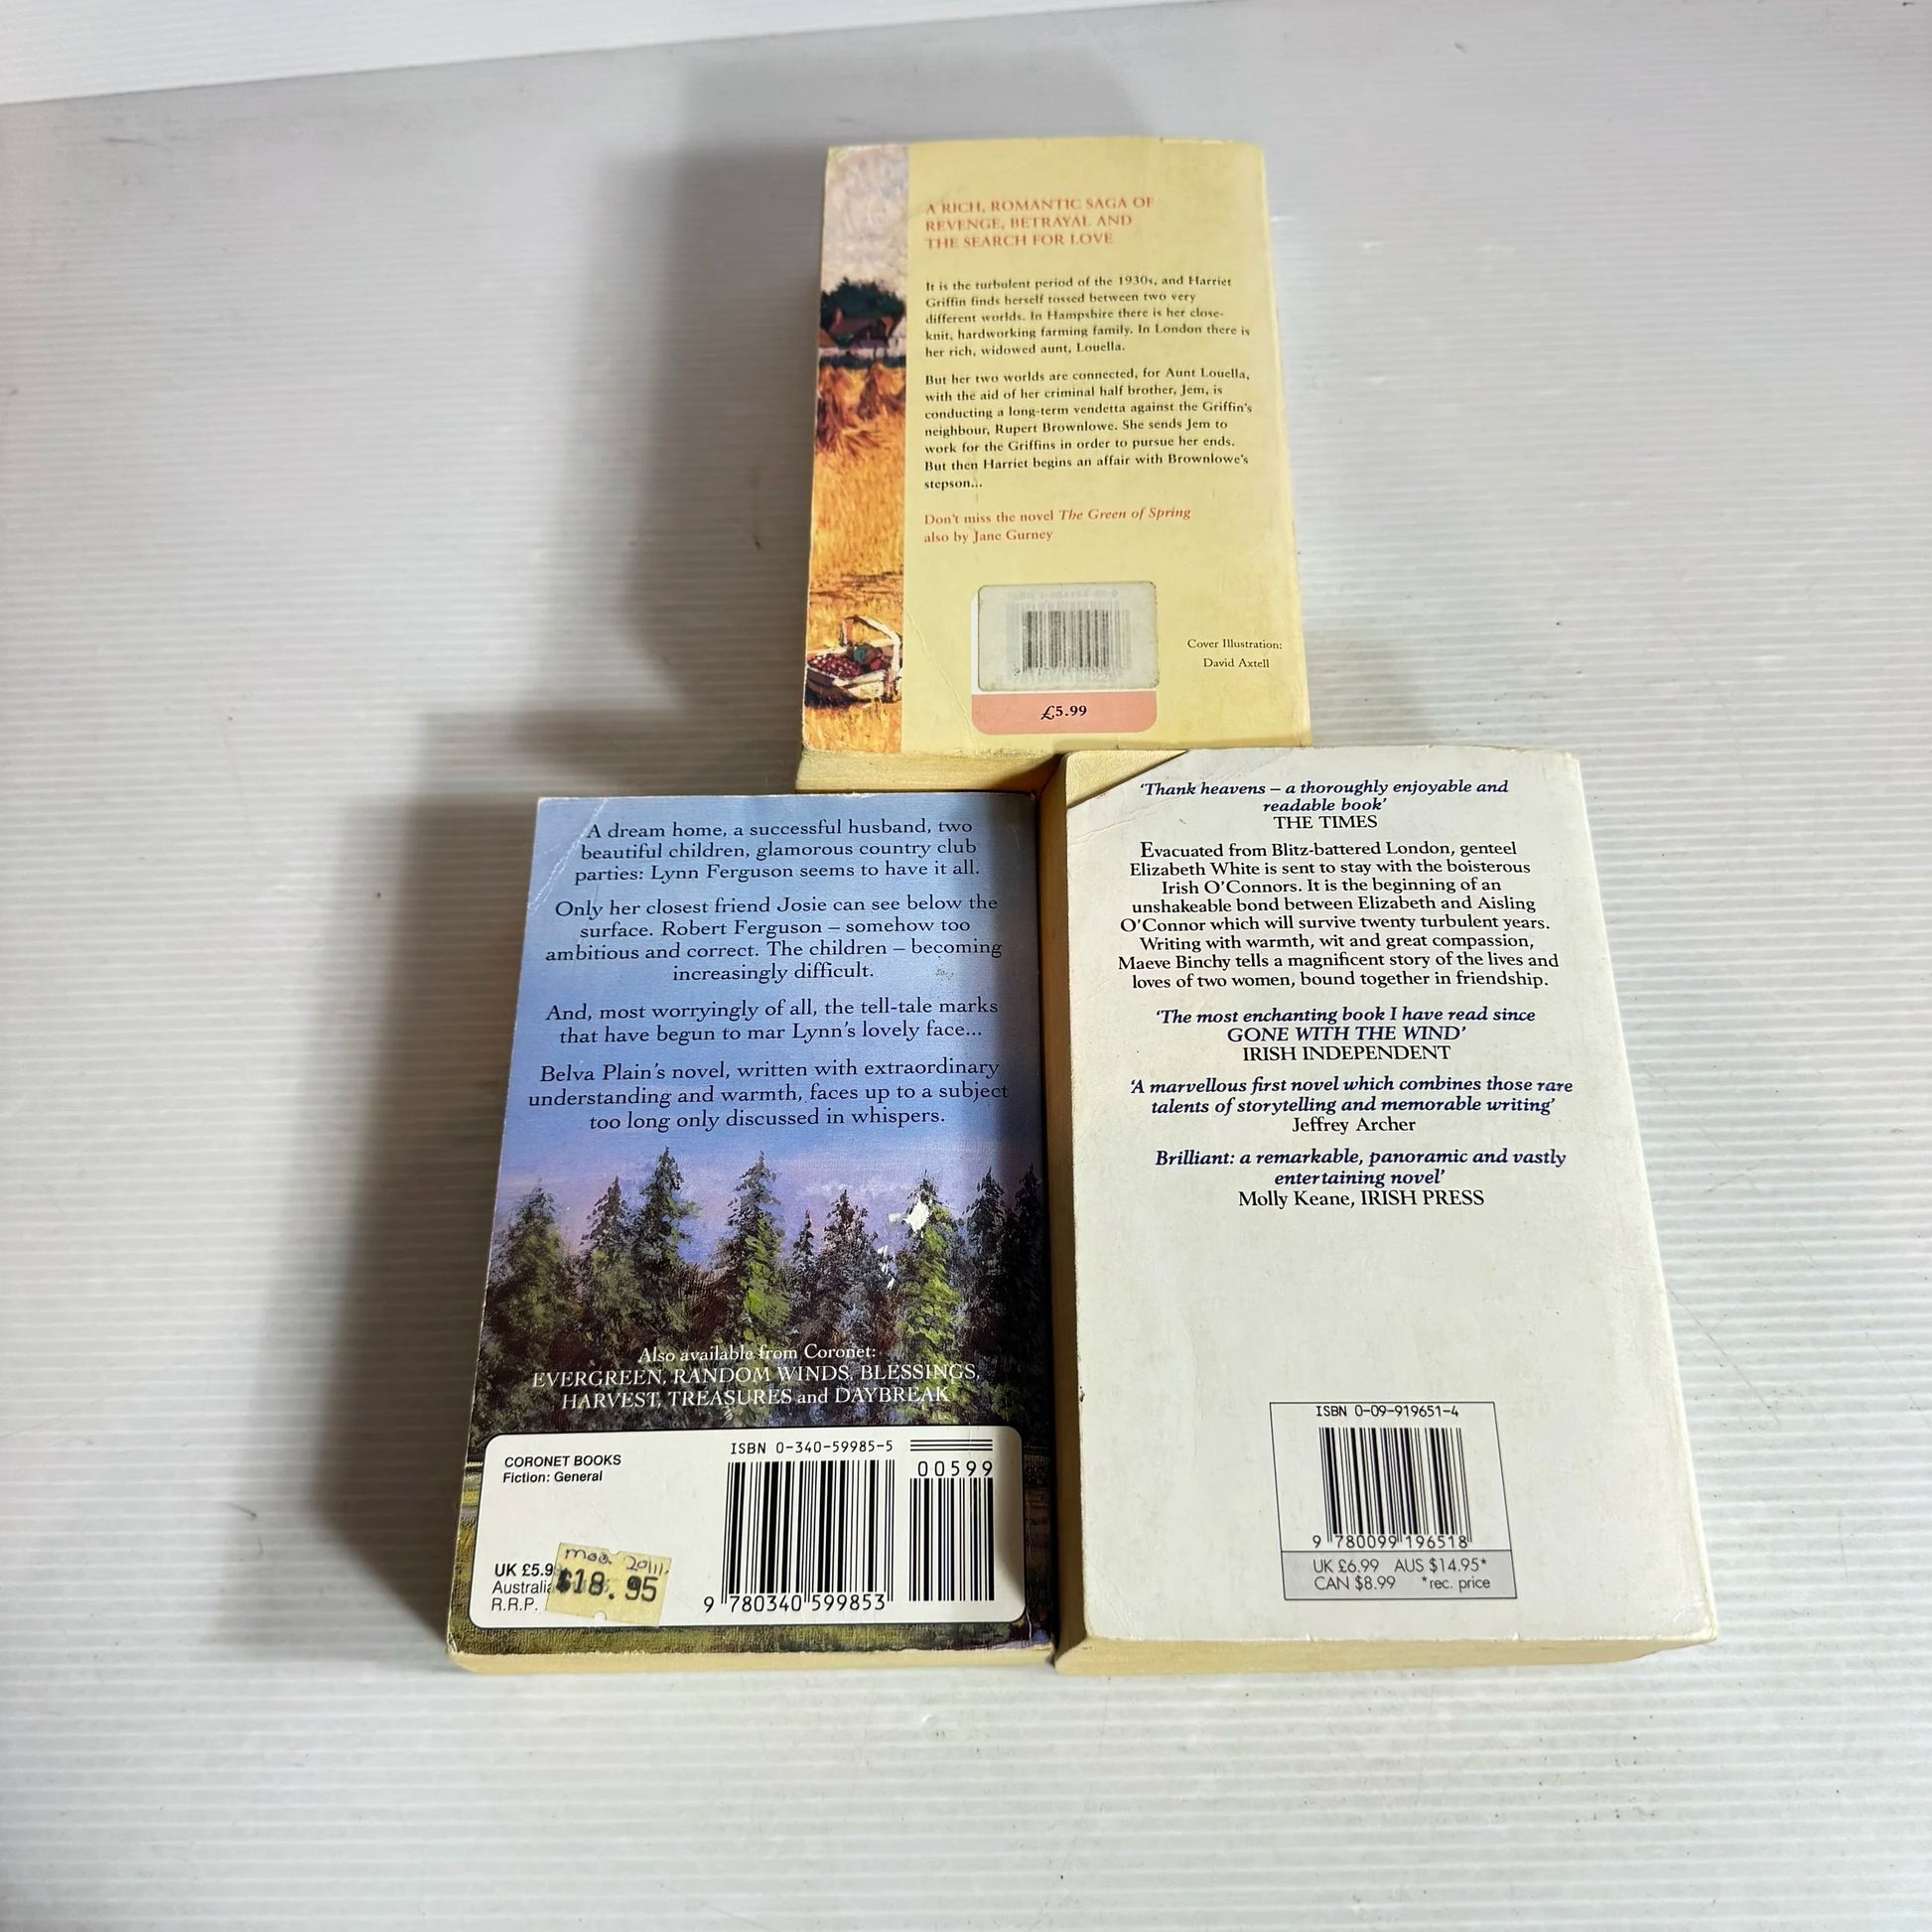 A RICH, ROMANTIC SAGA OF
REVENGE, BETRAYAL AND
THE SEARCH FOR LOVE
It is the turbulent period of the 1930s, and Harriet
Griffin finds herself tossed between two very
different worlds. In Hampshire there is her close-
knit, hardworking farming family. In London there is
her rich, widowed aunt, Louella.
But her two worlds are connected, for Aunt Louella,
with the aid of her criminal half brother, Jem, is
conducting a long-term vendetta against the Griffin's
neighbour, Rupert Brownlowe. She sends Jem to
work for the Griffins in order to pursue her ends.
But then Harriet begins an affair with Brownlowe's
stepson...
Don't miss the novel The Green of Spring
also by Jane Gurney
Cover Illustration:
David Axtell
£5.99
A dream home, a successful husband, two
beautiful children, glamorous country club
parties: Lynn Ferguson seems to have it all.
Only her closest friend Josie can see below the
surface. Robert Ferguson – somehow too
ambitious and correct. The children – becoming
increasingly difficult.
And, most worryingly of all, the tell-tale marks
that have begun to mar Lynn's lovely face...
Belva Plain's novel, written with extraordinary
understanding and warmth, faces up to a subject
too long only discussed in whispers.
Also available from Coronet:
EVERGREEN, RANDOM WINDS, BLESSINGS,
HARVEST, TREASURES and DAYBREAK
CORONET BOOKS
Fiction: General
ISBN 0-340-59985-5
00599
UK £5.9
Australia
R.R.P.
2011
$18.95
9 780340 599853
'Thank heavens – a thoroughly enjoyable and
readable book'
THE TIMES
Evacuated from Blitz-battered London, genteel
Elizabeth White is sent to stay with the boisterous
Irish O'Connors. It is the beginning of an
unshakeable bond between Elizabeth and Aisling
O'Connor which will survive twenty turbulent years.
Writing with warmth, wit and great compassion,
Maeve Binchy tells a magnificent story of the lives and
loves of two women, bound together in friendship.
'The most enchanting book I have read since
GONE WITH THE WIND'
IRISH INDEPENDENT
'A marvellous first novel which combines those rare
talents of storytelling and memorable writing'
Jeffrey Archer
Brilliant: a remarkable, panoramic and vastly
entertaining novel'
Molly Keane, IRISH PRESS
ISBN 0-09-919651-4
9 780099 196518
UK £6.99 AUS $14.95*
CAN $8.99 *rec. price